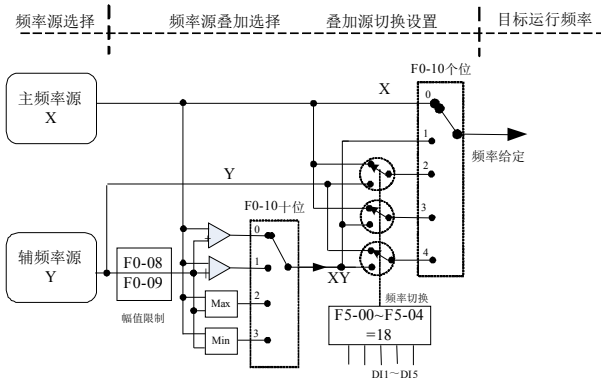 频率源选择
频率源叠加选择
叠加源切换设置
目标运行频率
F0-10个位
主频率源
X
X
0
1
频率给定
Y
2
F0-10十位
3
0
+
辅频率源
Y
F0-08
F0-09
幅值限制
1
XY
4
Max
2
频率切换
Min
3
F5-00~F5-04
=18
DI1~DI5